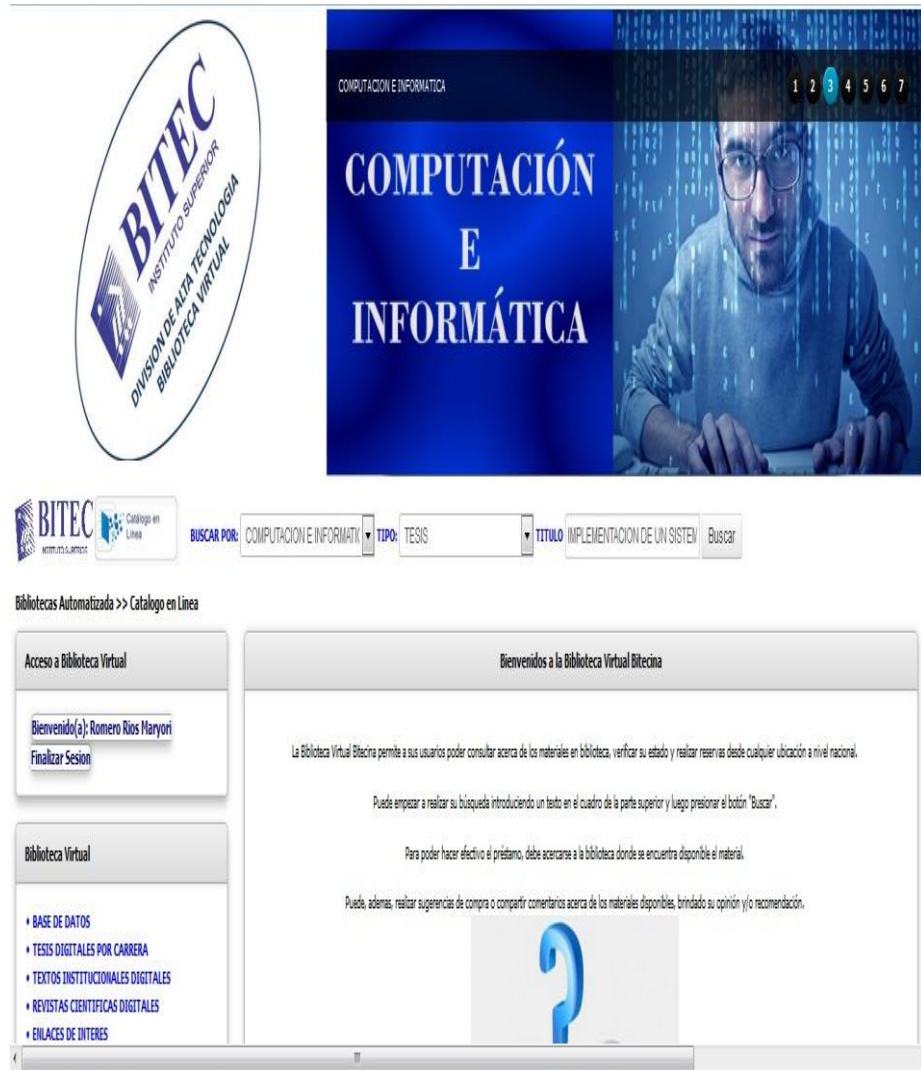 BITEC
INSTITUTO SUPERIOR
DIVISION DE ALTA TECNOLOGIA
BIBLIOTECA VIRTUAL
COMPUTACION E INFORMATICA
1 2 3 4 5 6 7
COMPUTACIÓN
E
INFORMÁTICA
BITEC
INSTITUTO SUPERIOR
Catálogo en
Línea
BUSCAR POR: COMPUTACION E INFORMATIC TIPO: TESIS TITULO IMPLEMENTACION DE UN SISTEM Buscar
Bibliotecas Automatizada >> Catalogo en Linea
Acceso a Biblioteca Virtual
Bienvenido(a): Romero Rios Maryori
Finalizar Sesion
Biblioteca Virtual
• BASE DE DATOS
• TESIS DIGITALES POR CARRERA
• TEXTOS INSTITUCIONALES DIGITALES
• REVISTAS CIENTIFICAS DIGITALES
• ENLACES DE INTERES
Bienvenidos a la Biblioteca Virtual Bitecina
La Biblioteca Virtual Bitecina permite a sus usuarios poder consultar acerca de los materiales en biblioteca, verificar su estado y realizar reservas desde cualquier ubicación a nivel nacional.
Puede empezar a realizar su búsqueda introduciendo un texto en el cuadro de la parte superior y luego presionar el botón "Buscar".
Para poder hacer efectivo el préstamo, debe acercarse a la biblioteca donde se encuentra disponible el material.
Puede, ademas, realizar sugerencias de compra o compartir comentarios acerca de los materiales disponibles, brindado su opinión y/o recomendación.